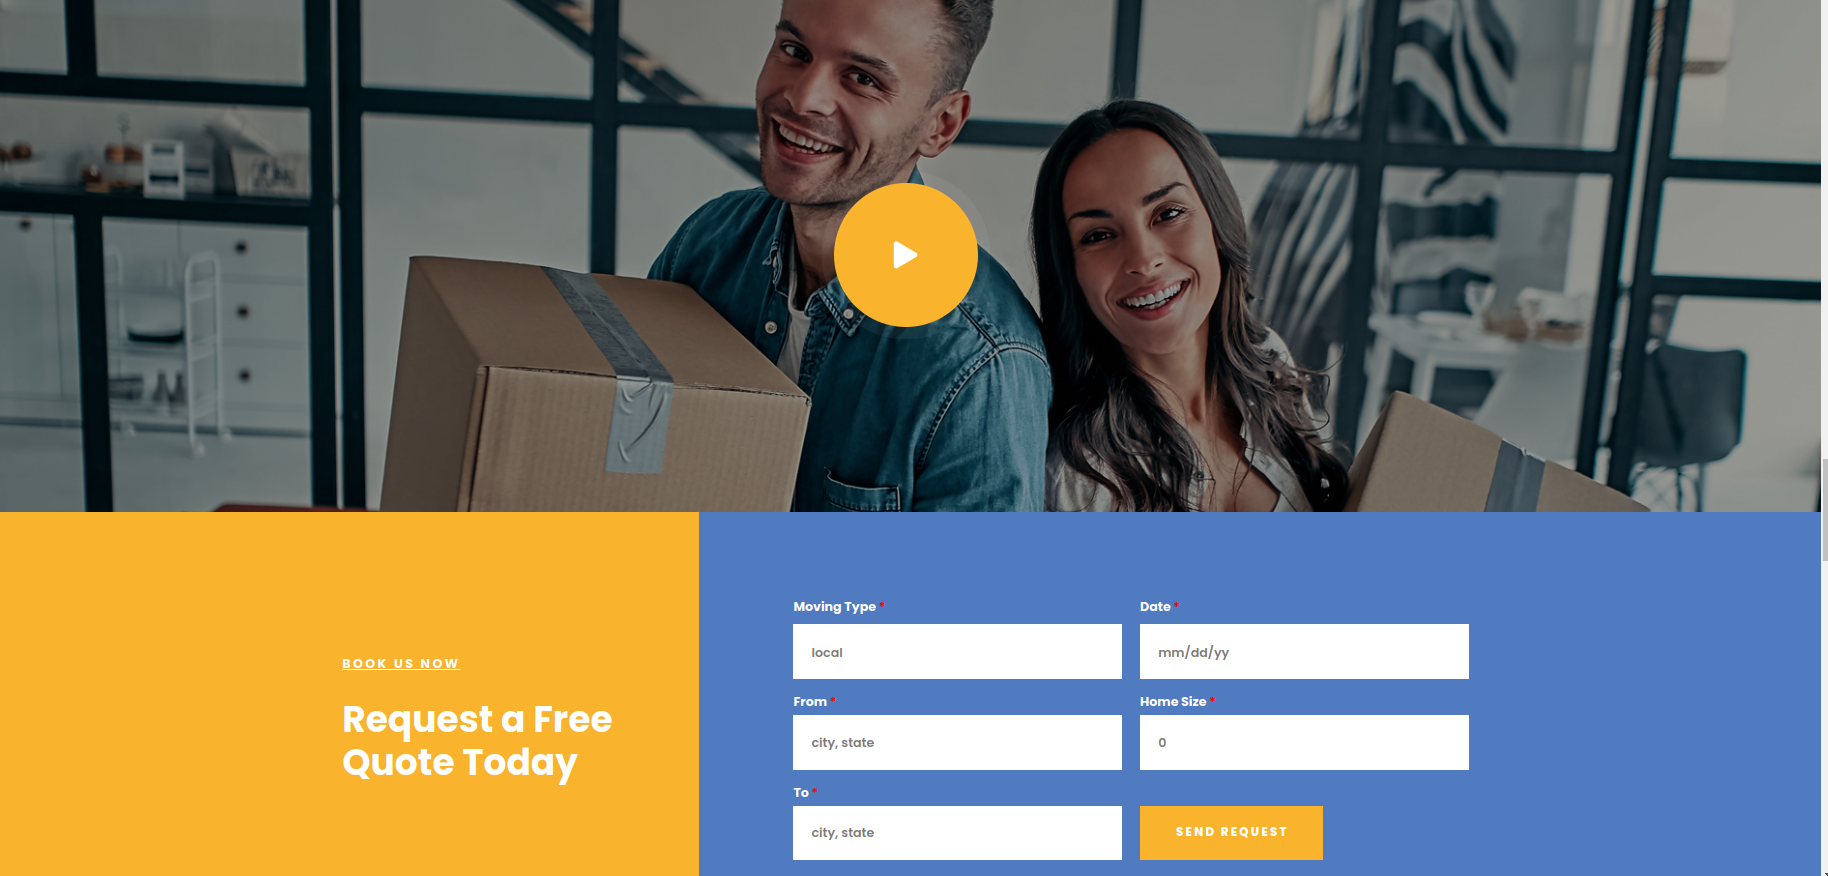 BOOK US NOW
Request a Free
Quote Today
Moving Type *
local
Date *
mm/dd/yy
From *
city, state
Home Size *
0
To *
city, state
SEND REQUEST